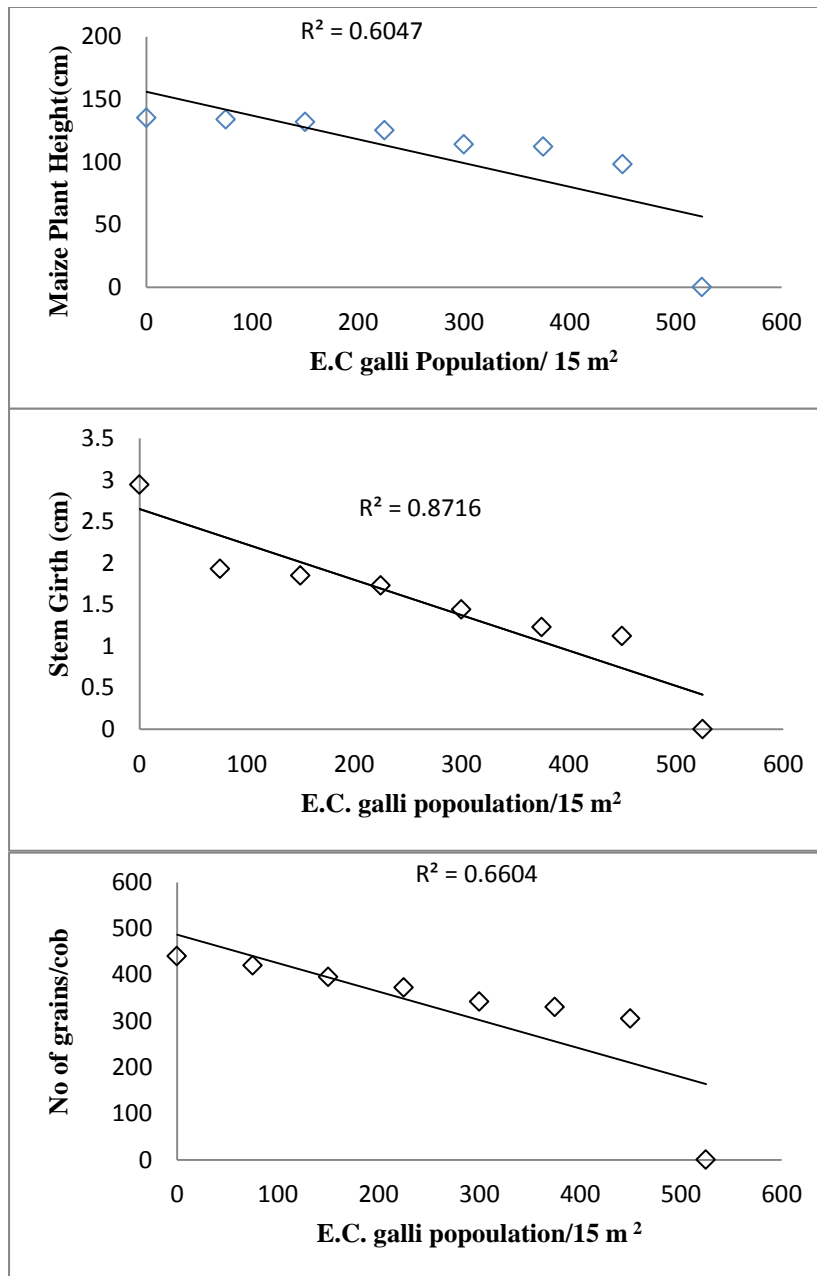 R² = 0.6047
Maize Plant Height(cm)
200
150
100
50
0
0 100 200 300 400 500 600
E.C galli Population/ 15 m²
R² = 0.8716
Stem Girth (cm)
3.5
3
2.5
2
1.5
1
0.5
0
0 100 200 300 400 500 600
E.C. galli popoulation/15 m²
R² = 0.6604
No of grains/cob
600
500
400
300
200
100
0
0 100 200 300 400 500 600
E.C. galli popoulation/15 m ²